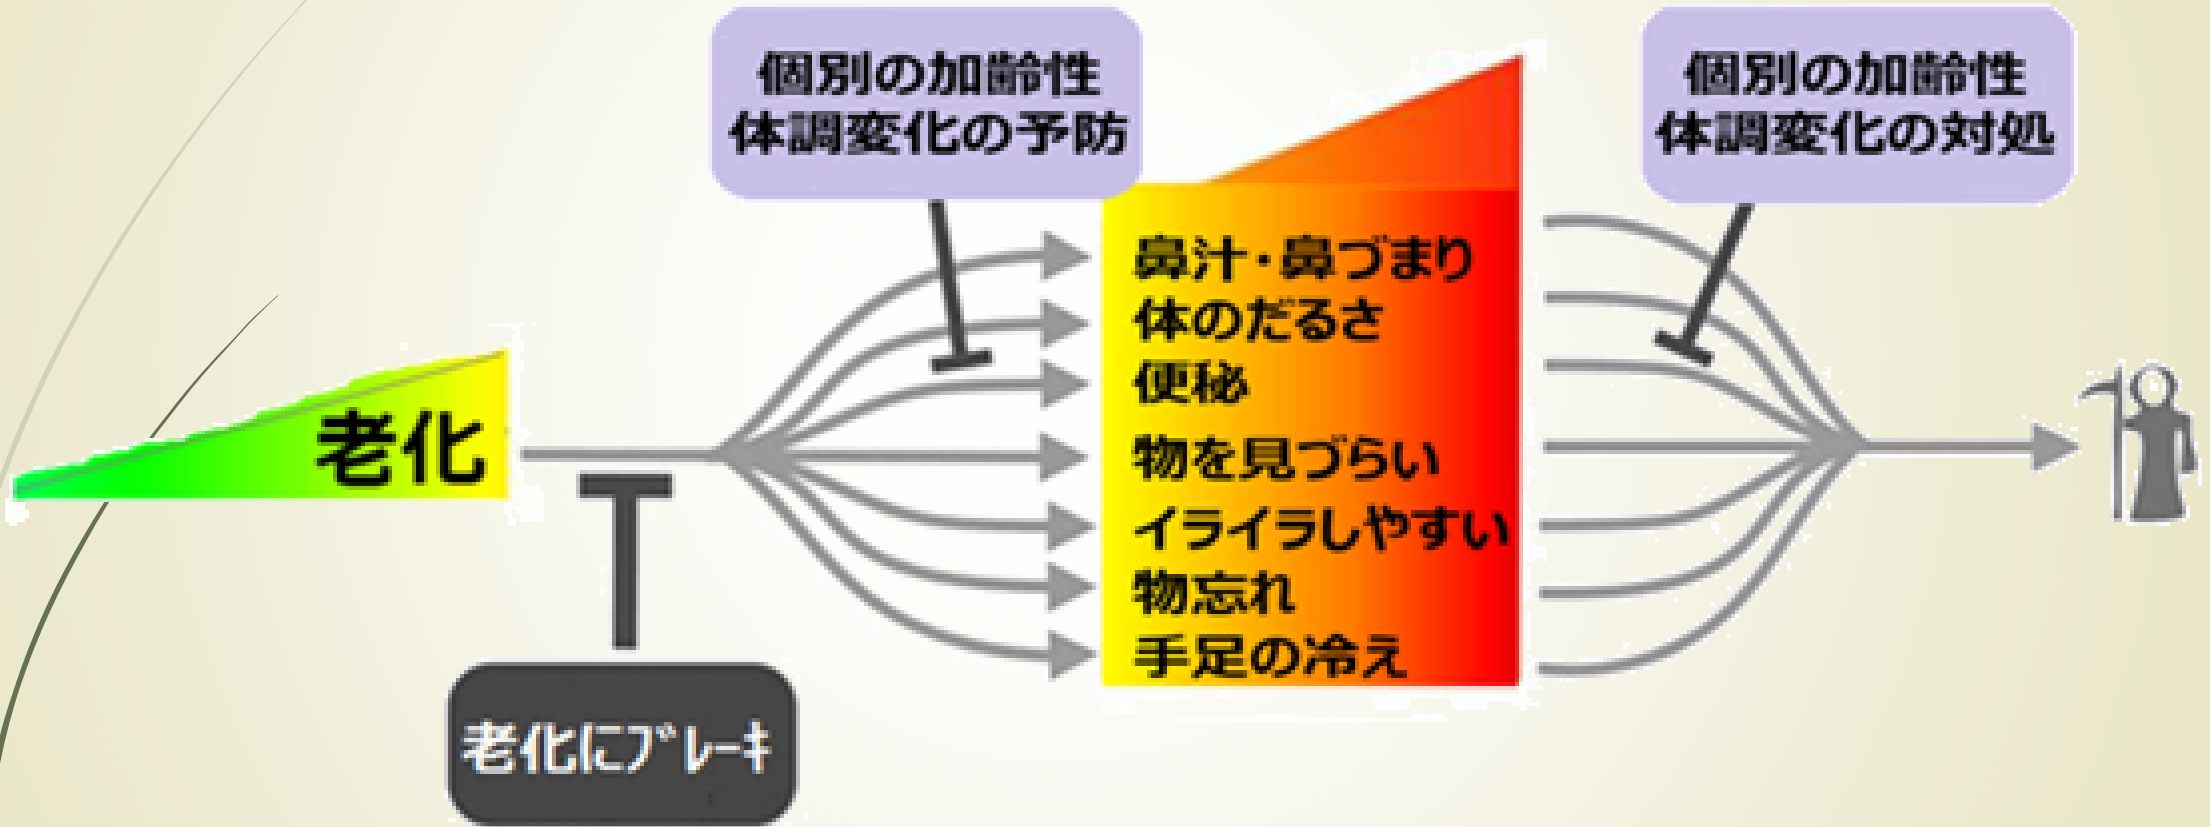 個別の加齢性
体調変化の予防
個別の加齢性
体調変化の対処
老化
鼻汁・鼻づまり
体のだるさ
便秘
物を見づらい
イライラしやすい
物忘れ
手足の冷え
老化にﾌﾞﾚｰｷ